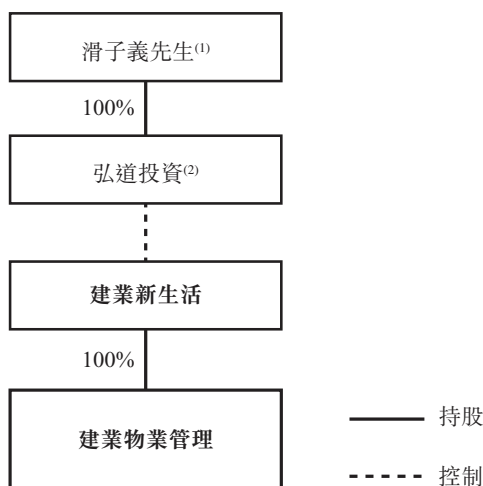 滑子義先生(1)
100%
弘道投資(2)
建業新生活
100%
建業物業管理
持股
控制